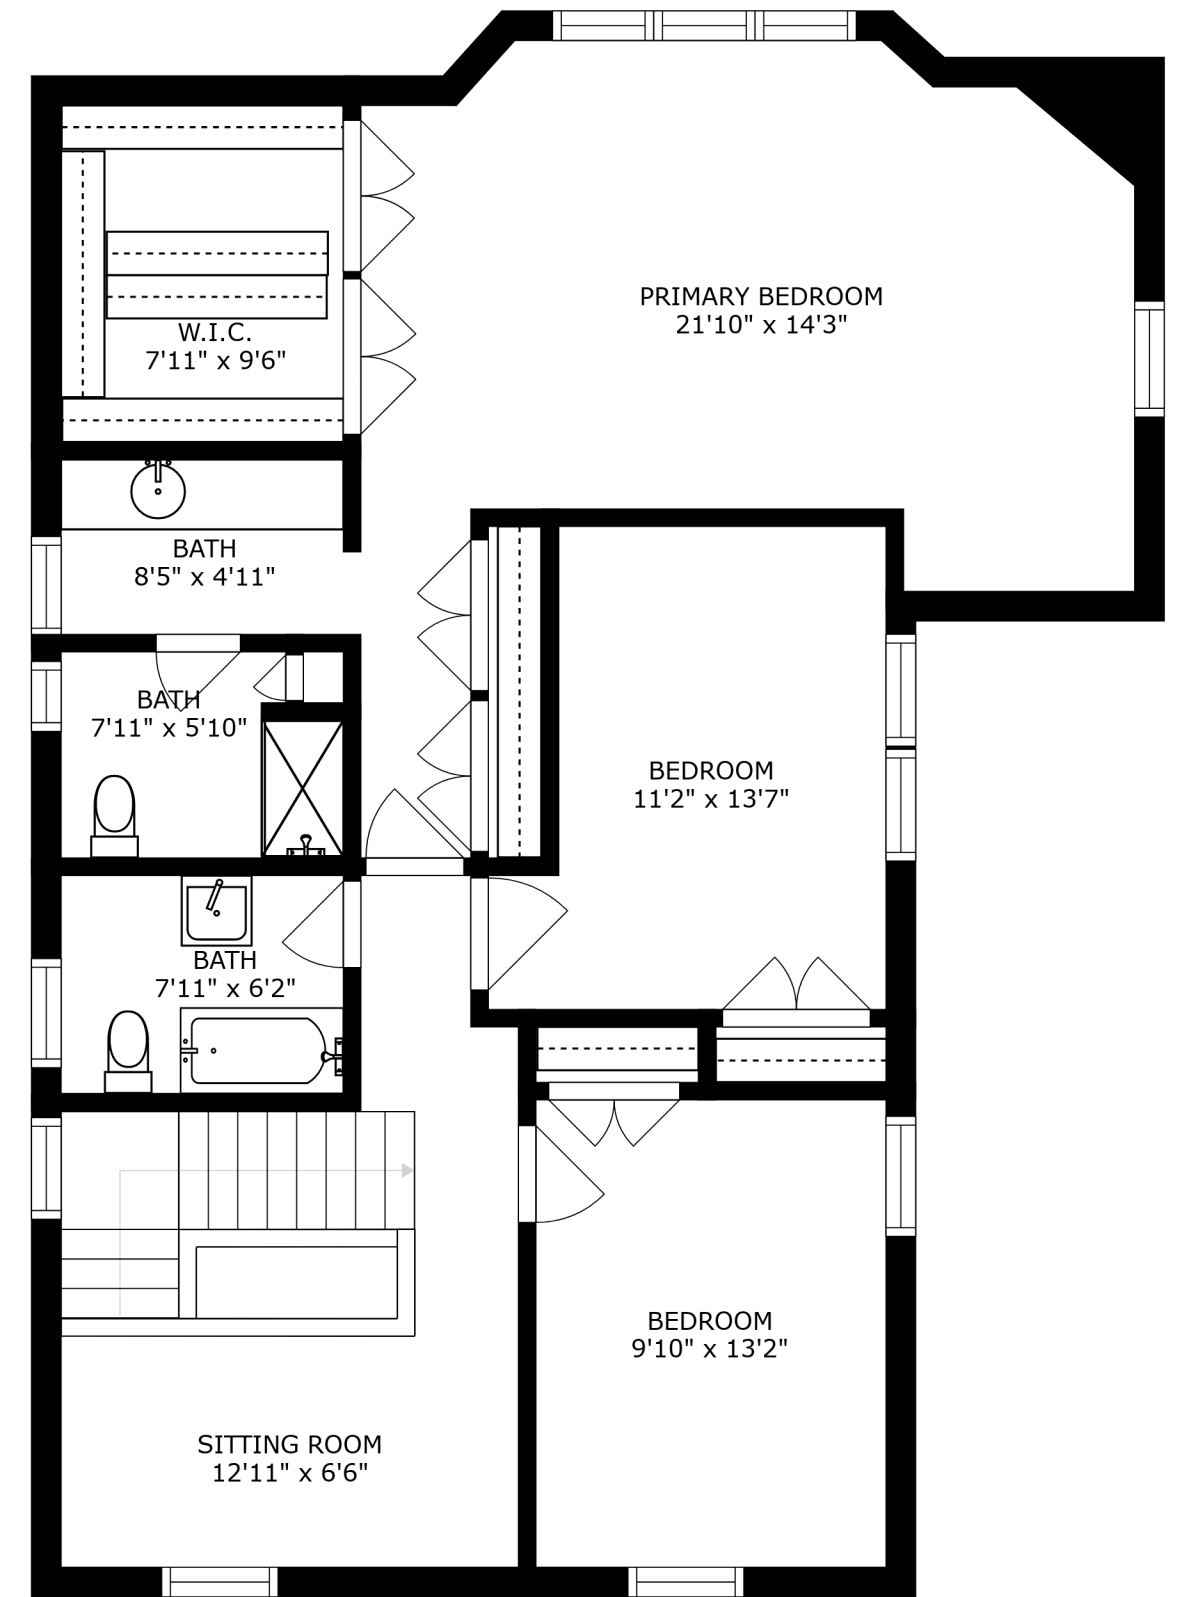 PRIMARY BEDROOM
21'10" x 14'3"
W.I.C.
7'11" x 9'6"
BATH
8'5" x 4'11"
BATH
7'11" x 5'10"
BEDROOM
11'2" x 13'7"
BATH
7'11" x 6'2"
BEDROOM
9'10" x 13'2"
SITTING ROOM
12'11" x 6'6"